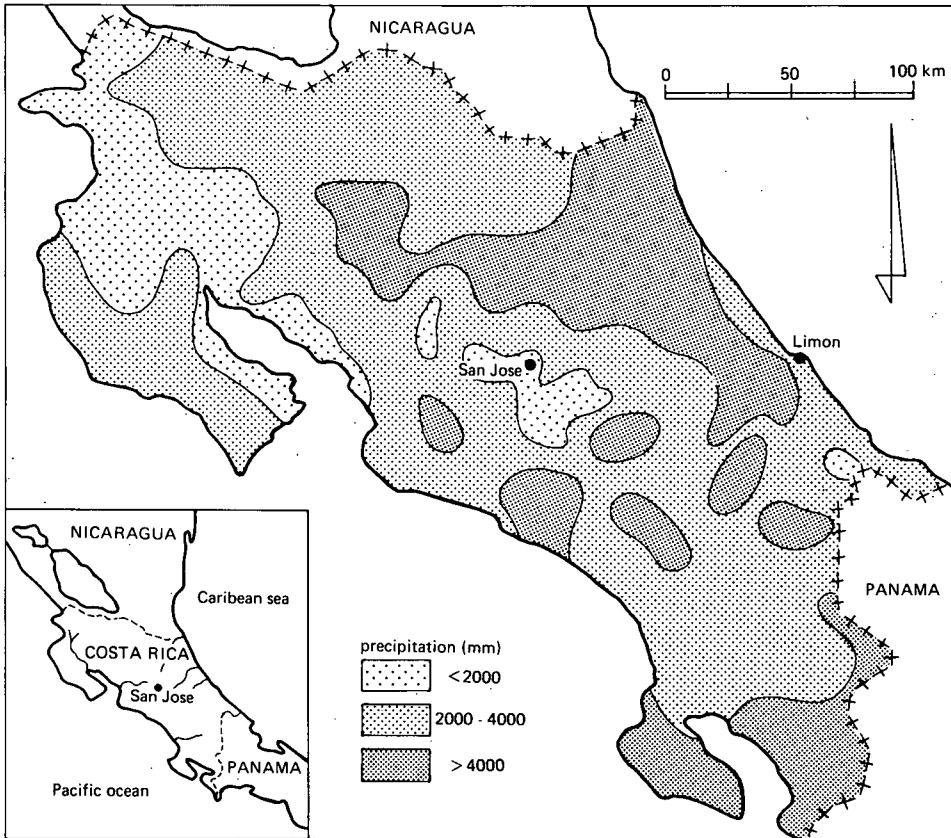 NICARAGUA
0 50 100 km
Limon
San Jose
PANAMA
NICARAGUA
Caribean sea
COSTA RICA
San Jose
PANAMA
Pacific ocean
precipitation (mm)
<2000
2000 - 4000
>4000